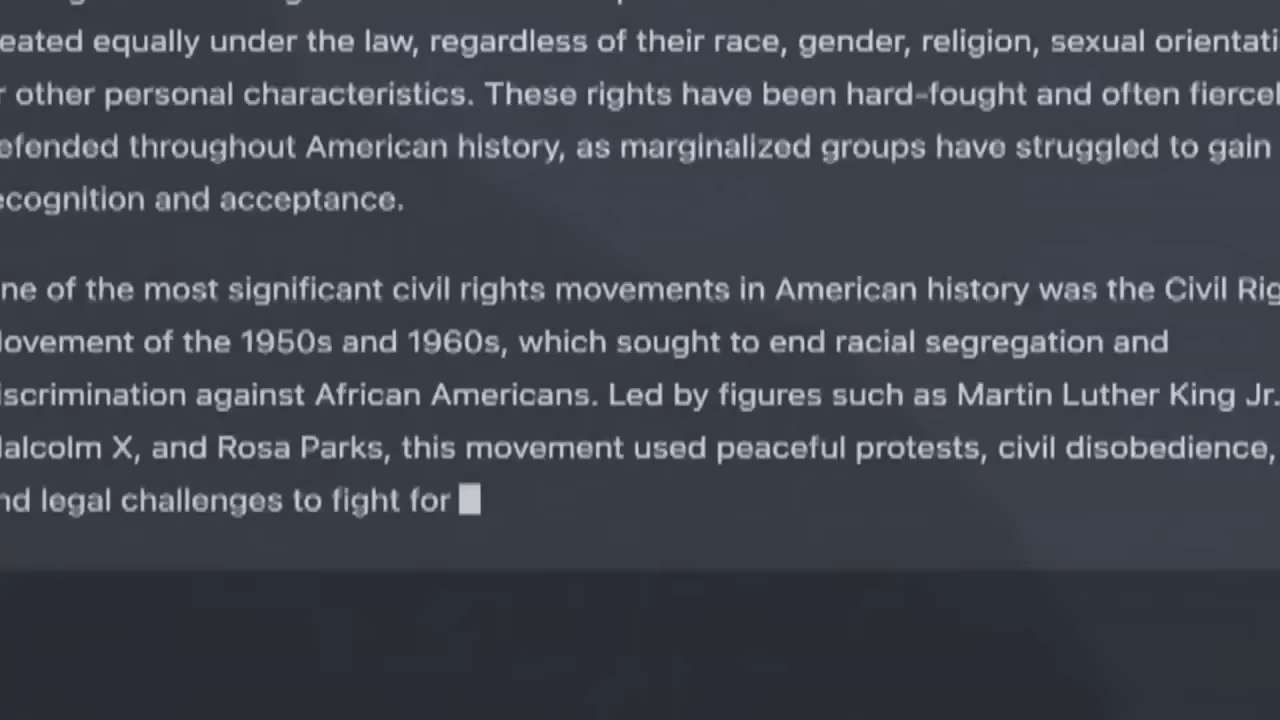 eated equally under the law, regardless of their race, gender, religion, sexual orientati
r other personal characteristics. These rights have been hard-fought and often fiercel
efended throughout American history, as marginalized groups have struggled to gain
ecognition and acceptance.
ne of the most significant civil rights movements in American history was the Civil Rig
ovement of the 1950s and 1960s, which sought to end racial segregation and
iscrimination against African Americans. Led by figures such as Martin Luther King Jr.
alcolm X, and Rosa Parks, this movement used peaceful protests, civil disobedience,
nd legal challenges to fight for